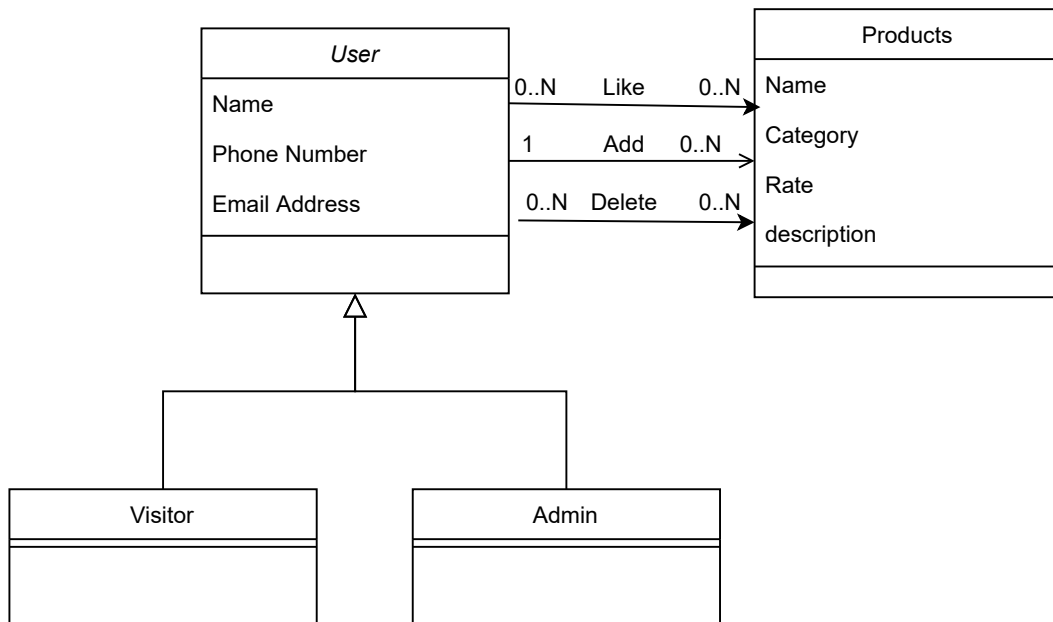 User
Name
Phone Number
Email Address
0..N Like 0..N
1 Add 0..N
0..N Delete 0..N
Products
Name
Category
Rate
description
Visitor
Admin